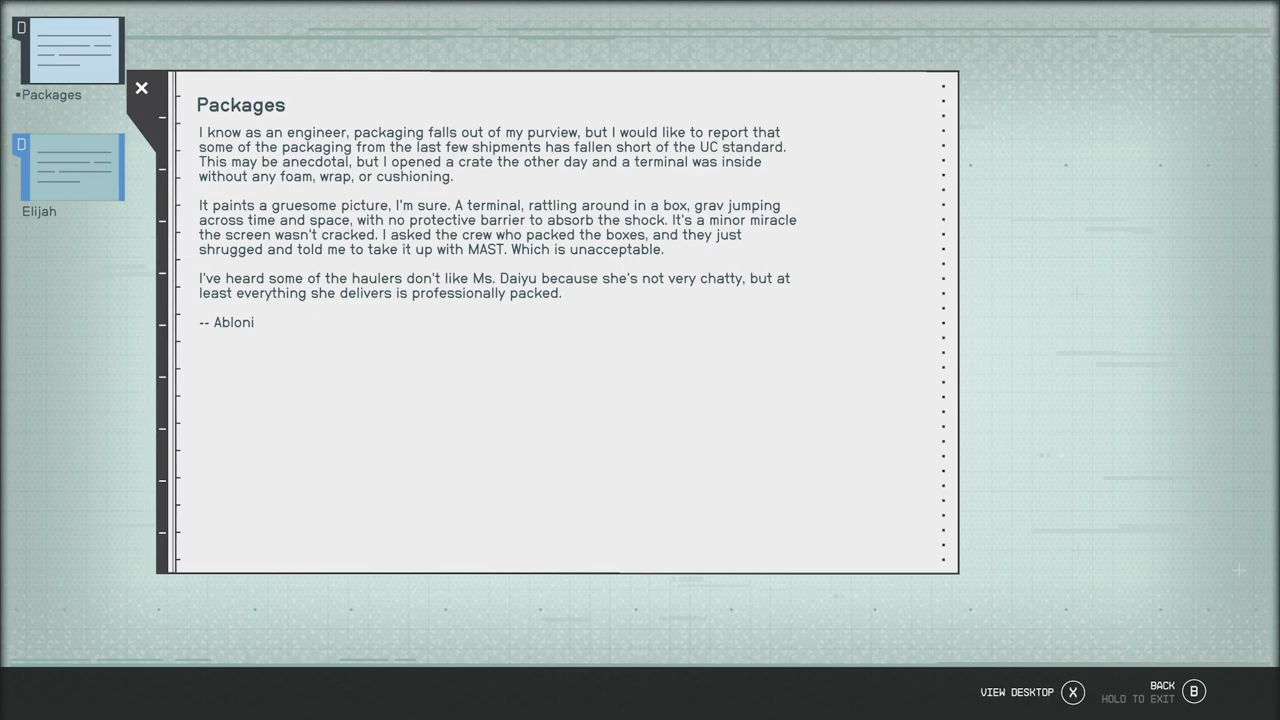 D
Packages
D
Elijah
Packages
I know as an engineer, packaging falls out of my purview, but I would like to report that
some of the packaging from the last few shipments has fallen short of the UC standard.
This may be anecdotal, but I opened a crate the other day and a terminal was inside
without any foam, wrap, or cushioning.
It paints a gruesome picture, I'm sure. A terminal, rattling around in a box, grav jumping
across time and space, with no protective barrier to absorb the shock. It's a minor miracle
the screen wasn't cracked. I asked the crew who packed the boxes, and they just
shrugged and told me to take it up with MAST. Which is unacceptable.
I've heard some of the haulers don't like Ms. Daiyu because she's not very chatty, but at
least everything she delivers is professionally packed.
-- Abloni
VIEW DESKTOP X
BACK B
HOLD TO EXIT